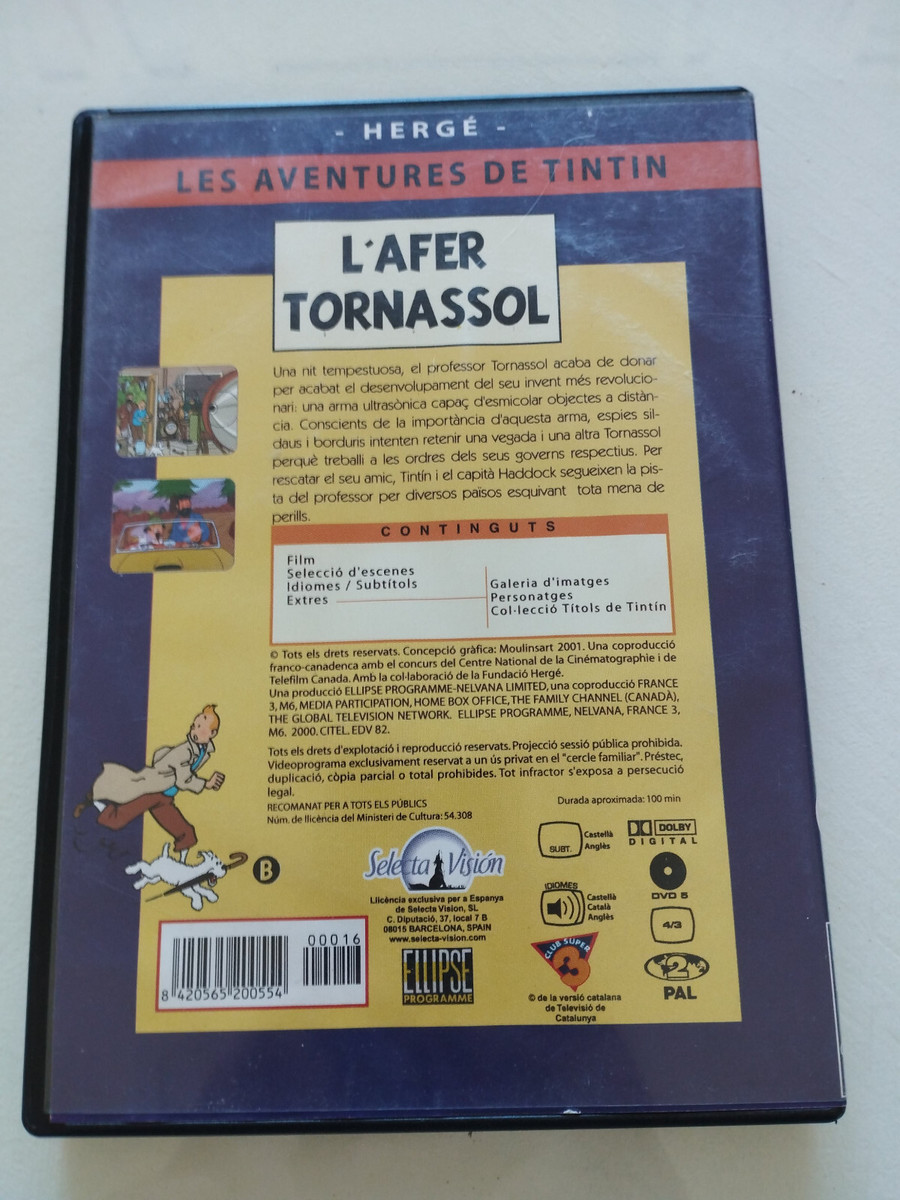 - HERGÉ -
LES AVENTURES DE TINTIN
L'AFER
TORNASSOL
Una nit tempestuosa, el professor Tornassol acaba de donar
per acabat el desenvolupament del seu invent més revolucio-
nari: una arma ultrasònica capaç d'esmicolar objectes a distàn-
cia. Conscients de la importància d'aquesta arma, espies sil-
daus i borduris intenten retenir una vegada i una altra Tornassol
perquè treballi a les ordres dels seus governs respectius. Per
rescatar el seu amic, Tintín i el capità Haddock segueixen la pis-
ta del professor per diversos països esquivant tota mena de
perills.
CONTINGUTS
Film
Selecció d'escenes
Idiomes / Subtítols
Extres
Galeria d'imatges
Personatges
Col·lecció Títols de Tintín
© Tots els drets reservats. Concepció gràfica: Moulinsart 2001. Una coproducció
franco-canadenca amb el concurs del Centre National de la Cinématographie i de
Telefilm Canada. Amb la col·laboració de la Fundació Hergé.
Una producció ELLIPSE PROGRAMME-NELVANA LIMITED, una coproducció FRANCE
3, M6, MEDIA PARTICIPATION, HOME BOX OFFICE, THE FAMILY CHANNEL (CANADÀ),
THE GLOBAL TELEVISION NETWORK. ELLIPSE PROGRAMME, NELVANA, FRANCE 3,
M6. 2000. CITEL. EDV 82.
Tots els drets d'explotació i reproducció reservats. Projecció sessió pública prohibida.
Videoprograma exclusivament reservat a un ús privat en el "cercle familiar". Préstec,
duplicació, còpia parcial o total prohibides. Tot infractor s'exposa a persecució
legal.
RECOMANAT PER A TOTS ELS PÚBLICS
Núm. de llicència del Ministeri de Cultura: 54.308
Durada aproximada: 100 min
B
Selecta Visión
Llicència exclusiva per a Espanya
de Selecta Vision, SL
C. Diputació, 37, local 7 B
08015 BARCELONA, SPAIN
www.selecta-vision.com
ELLIPSE
PROGRAMME
SUBT.
Castellà
Anglès
IDIOMES
Castellà
Català
Anglès
CLUB SUPER
3
© de la versió catalana
de Televisió de
Catalunya
DOLBY
DIGITAL
DVD 5
4/3
2
PAL
00016
8 420565 200554